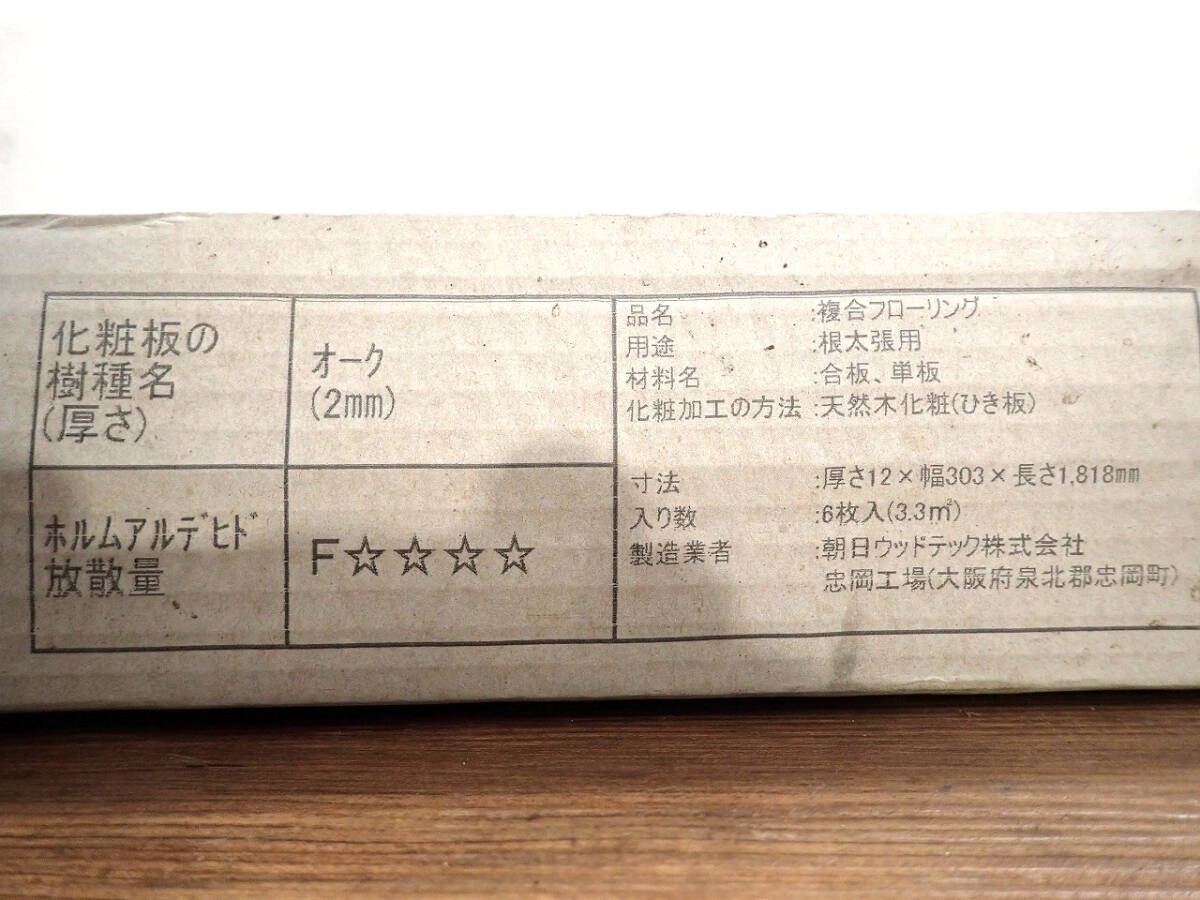 化粧板の
樹種名
(厚さ)
オーク
(2mm)
ホルムアルデヒド
放散量
F☆☆☆☆
品名 :複合フローリング
用途 :根太張用
材料名 :合板、単板
化粧加工の方法 :天然木化粧(ひき板)
寸法 :厚さ12×幅303×長さ1,818mm
入り数 :6枚入(3.3㎡)
製造業者 :朝日ウッドテック株式会社
忠岡工場(大阪府泉北郡忠岡町)